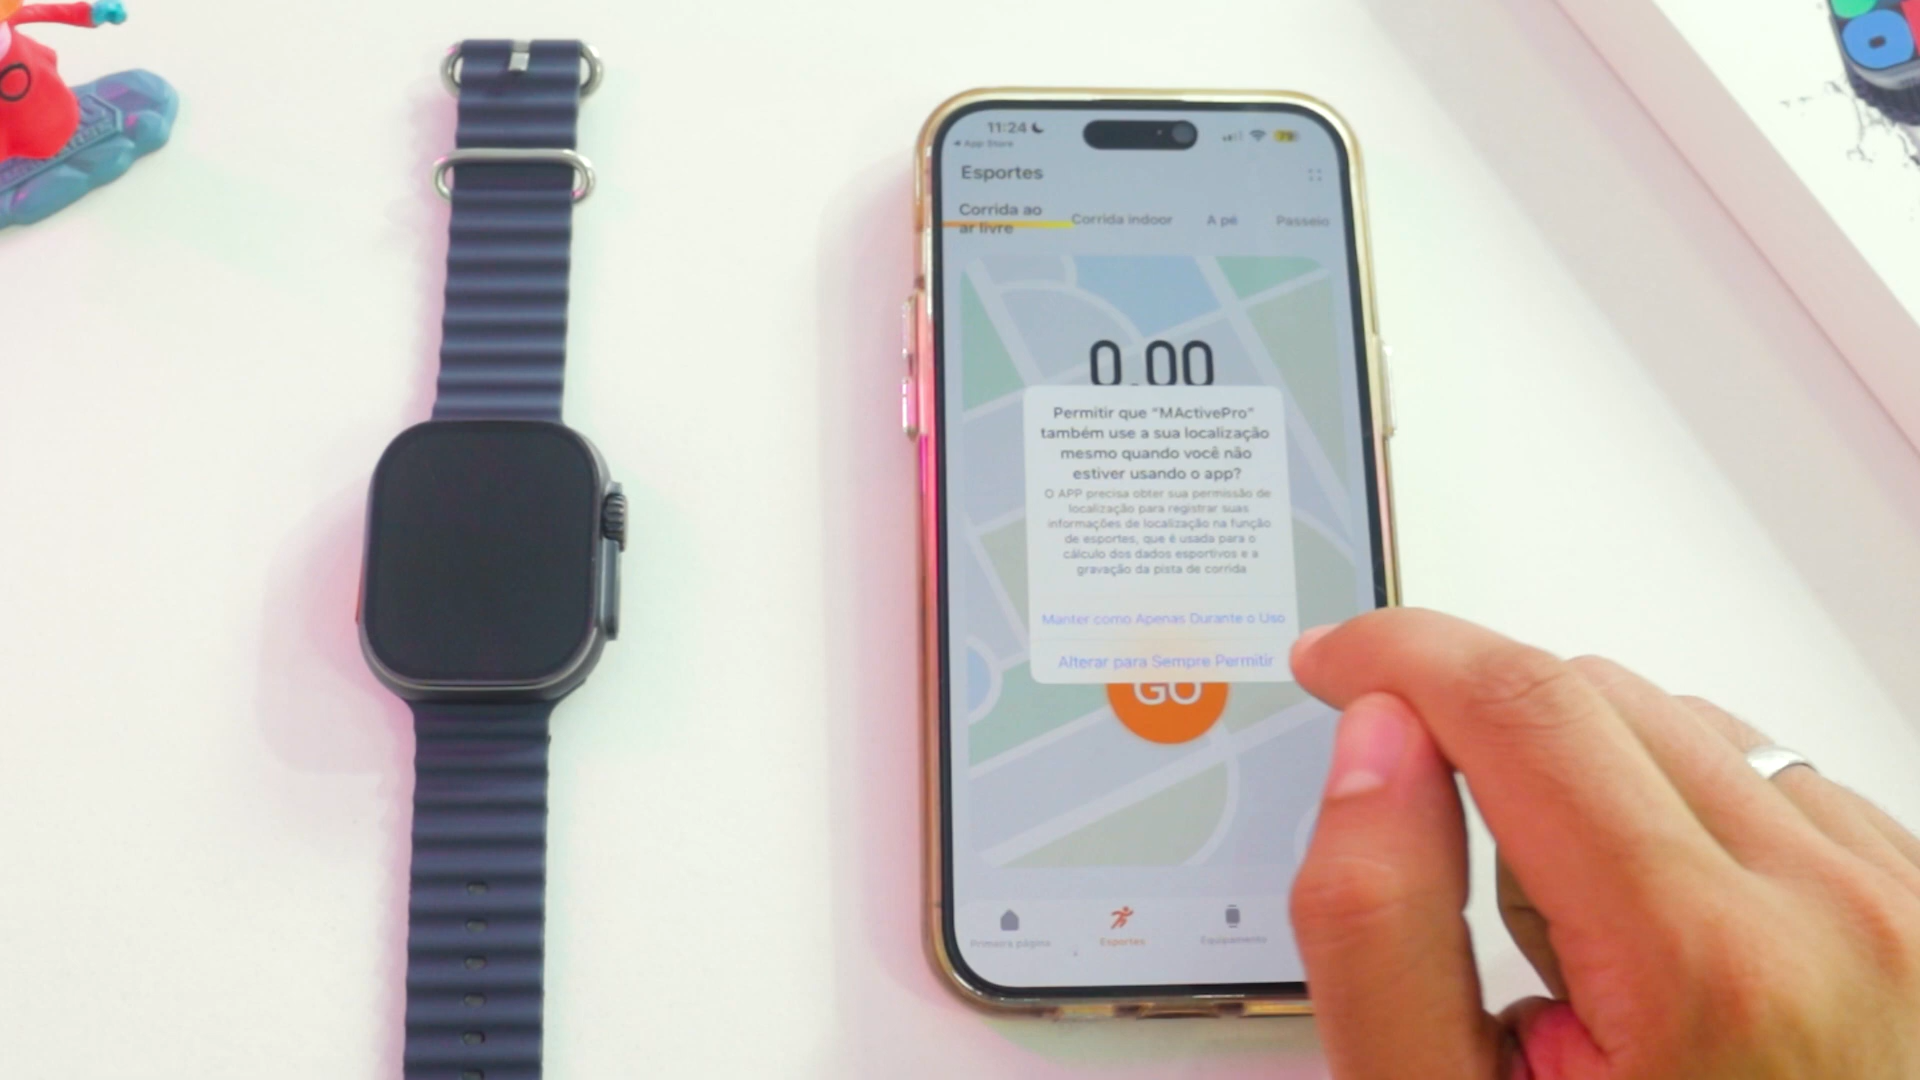 11:24
App Store
79
Esportes
Corrida ao
ar livre
Corrida indoor
A pé
Passeio
0.00
Permitir que "MActivePro"
também use a sua localização
mesmo quando você não
estiver usando o app?
O APP precisa obter sua permissão de
localização para registrar suas
informações de localização na função
de esportes, que é usada para o
cálculo dos dados esportivos e a
gravação da pista de corrida
Manter como Apenas Durante o Uso
Alterar para Sempre Permitir
GO
Primeira página
Esportes
Equipamento